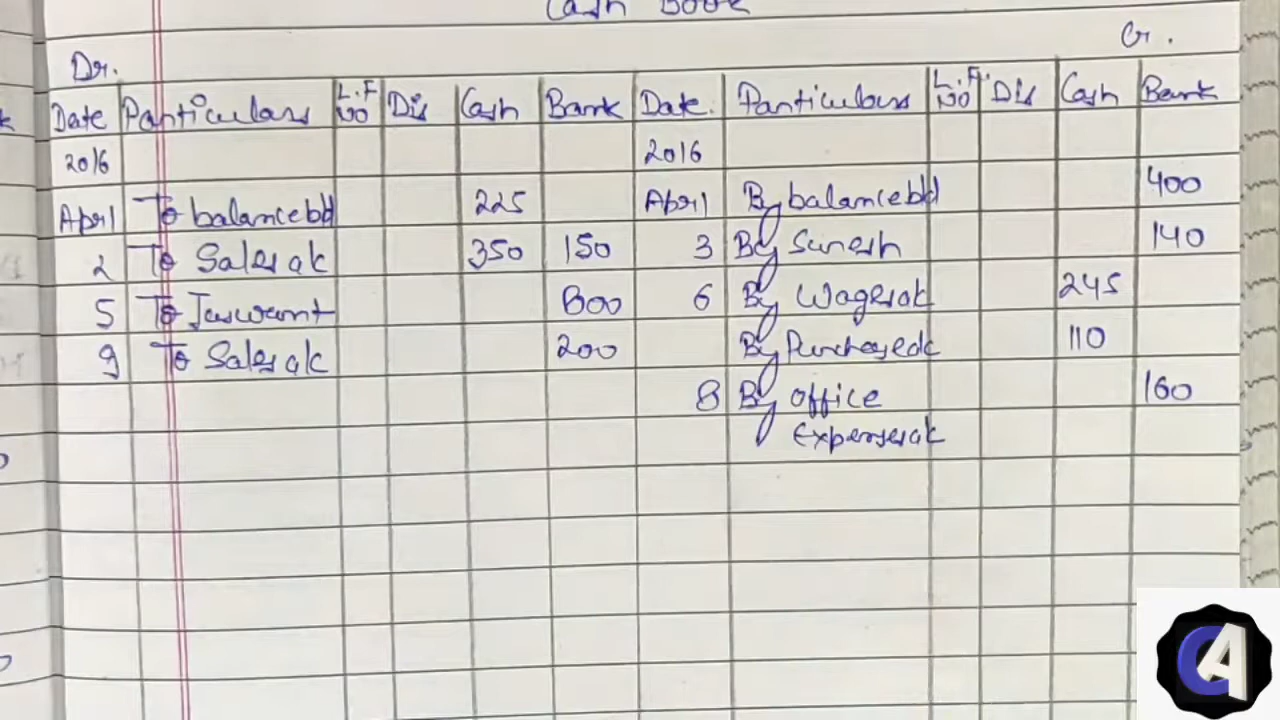 Cash Book
Dr. Cr.
Date Particulars L.F No Dis Cash Bank Date. Particulars L.F. No Dis Cash Bank
2016 2016
April To balance b/d 225 April By balance b/d 400
2 To Sales a/c 350 150 3 By Suresh 140
5 To Jaswant 800 6 By Wages a/c 245
9 To Sales a/c 200 By Purchase a/c 110
8 By office 160
Expenses a/c
CA